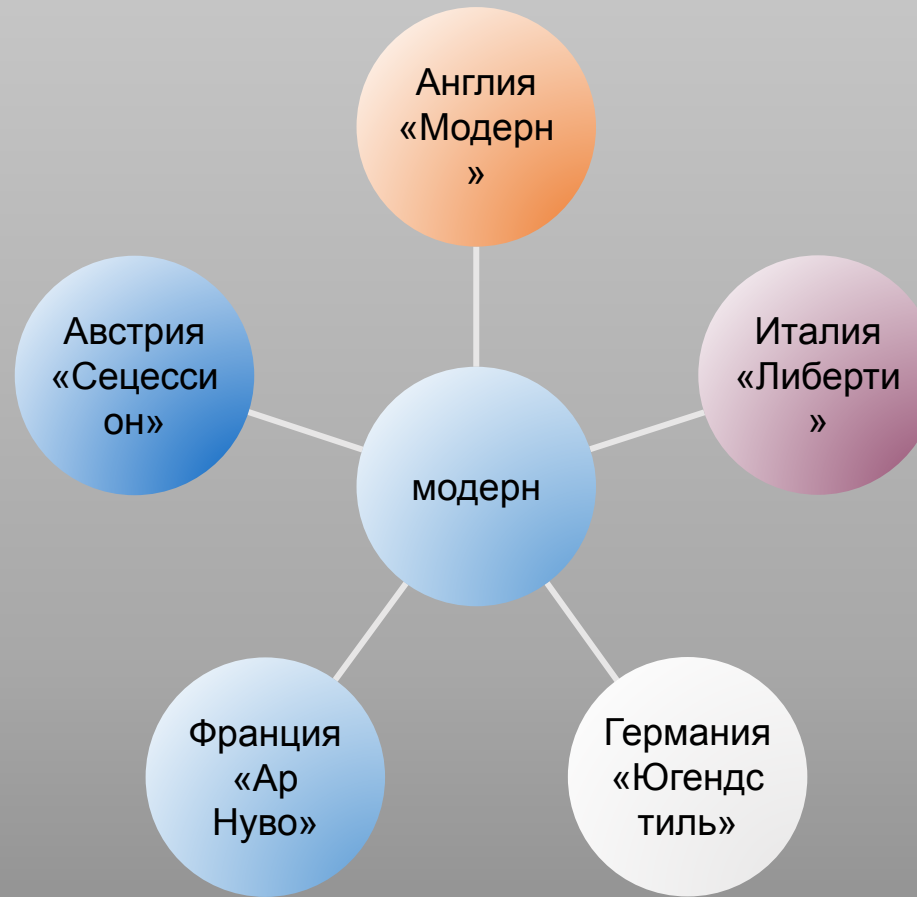 Англия
«Модерн
»
Австрия
«Сецесси
он»
Италия
«Либерти
»
модерн
Франция
«Ар
Нуво»
Германия
«Югендс
тиль»